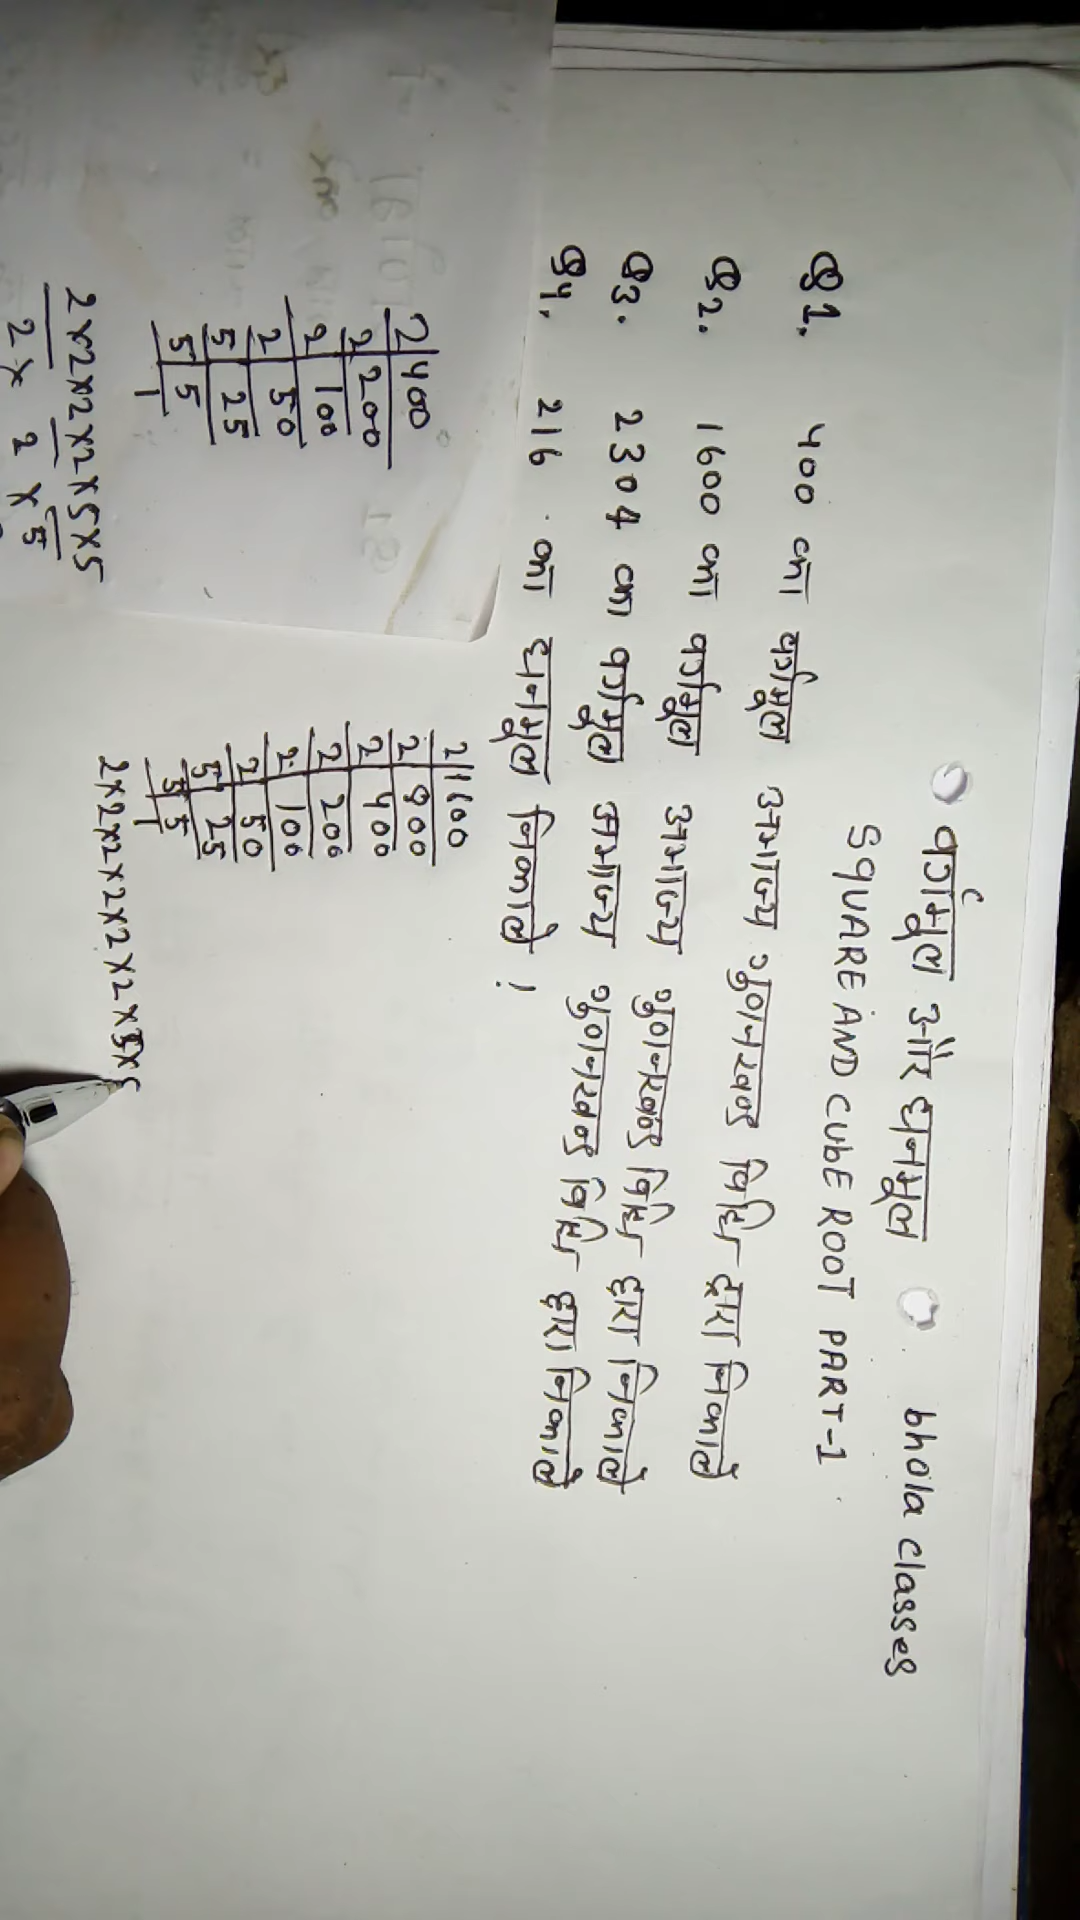 वर्गमूल और घनमूल bhola classes
SQUARE AND CUbE ROOT PART-1
Q1. 400 का वर्गमूल अभाज्य गुणनखण्ड विधि द्वारा निकाले
Q2. 1600 का वर्गमूल अभाज्य गुणनखण्ड विधि द्वारा निकाले
Q3. 2304 का वर्गमूल अभाज्य गुणनखण्ड विधि द्वारा निकाले
Q4. 216 का घनमूल निकाले !
2 400
2 200
2 100
2 50
5 25
5 5
1
2×2×2×2×5×5
2 × 2 × 5
2 1600
2 800
2 400
2 200
2 100
2 50
5 25
5 5
1
2×2×2×2×2×2×5×5